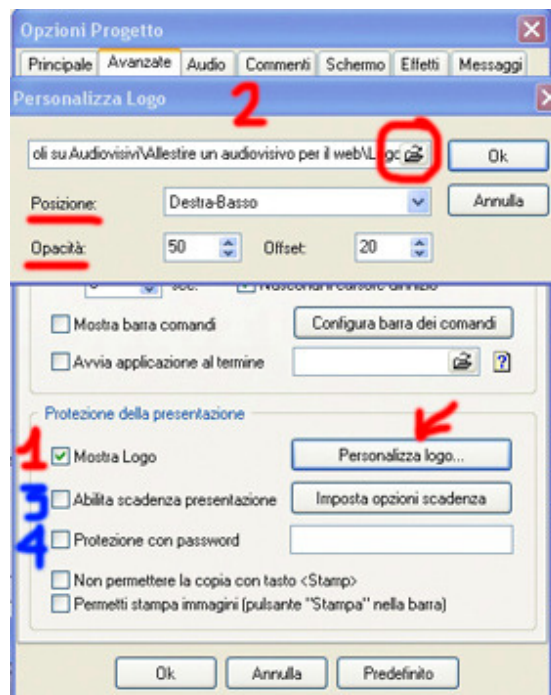 Opzioni Progetto
Principale Avanzate Audio Commenti Schermo Effetti Messaggi
Personalizza Logo
2
oli su Audiovisivi\Allestire un audiovisivo per il web\Logo
Ok
Posizione: Destra-Basso Annulla
Opacità: 50 Offset: 20
sec. Nascondi il cursore all'inizio
Mostra barra comandi Configura barra dei comandi
Avvia applicazione al termine ?
Protezione della presentazione
1 Mostra Logo Personalizza logo...
3 Abilita scadenza presentazione Imposta opzioni scadenza
4 Protezione con password
Non permettere la copia con tasto <Stamp>
Permetti stampa immagini (pulsante "Stampa" nella barra)
Ok Annulla Predefinito